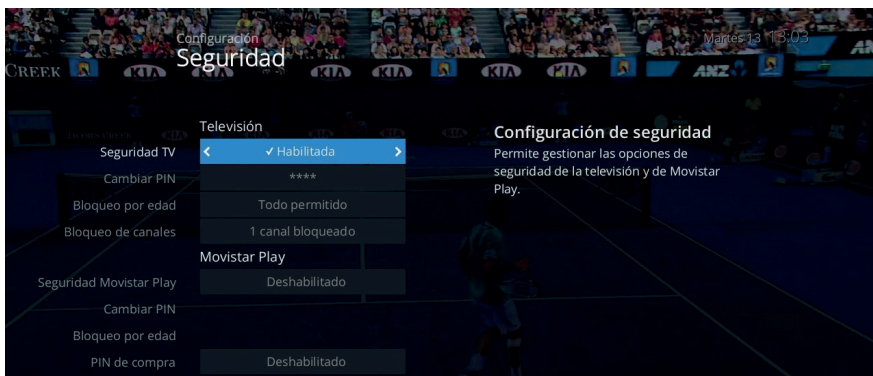 Configuración
Seguridad
Martes 13 13:03
CREEK KIA KIA KIA KIA KIA KIA ANZ AN
Televisión
Seguridad TV ✓ Habilitada
Cambiar PIN ****
Bloqueo por edad Todo permitido
Bloqueo de canales 1 canal bloqueado
Movistar Play
Seguridad Movistar Play Deshabilitado
Cambiar PIN
Bloqueo por edad
PIN de compra Deshabilitado
Configuración de seguridad
Permite gestionar las opciones de
seguridad de la televisión y de Movistar
Play.